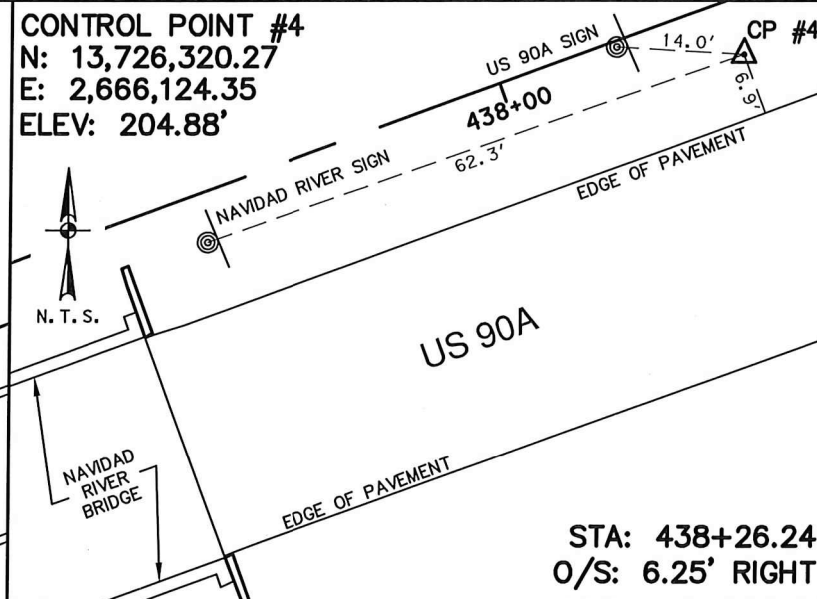 CONTROL POINT #4
N: 13,726,320.27
E: 2,666,124.35
ELEV: 204.88'
CP #4
US 90A SIGN
14.0'
6.9'
438+00
62.3'
NAVIDAD RIVER SIGN
EDGE OF PAVEMENT
N.T.S.
US 90A
NAVIDAD
RIVER
BRIDGE
EDGE OF PAVEMENT
STA: 438+26.24
O/S: 6.25' RIGHT